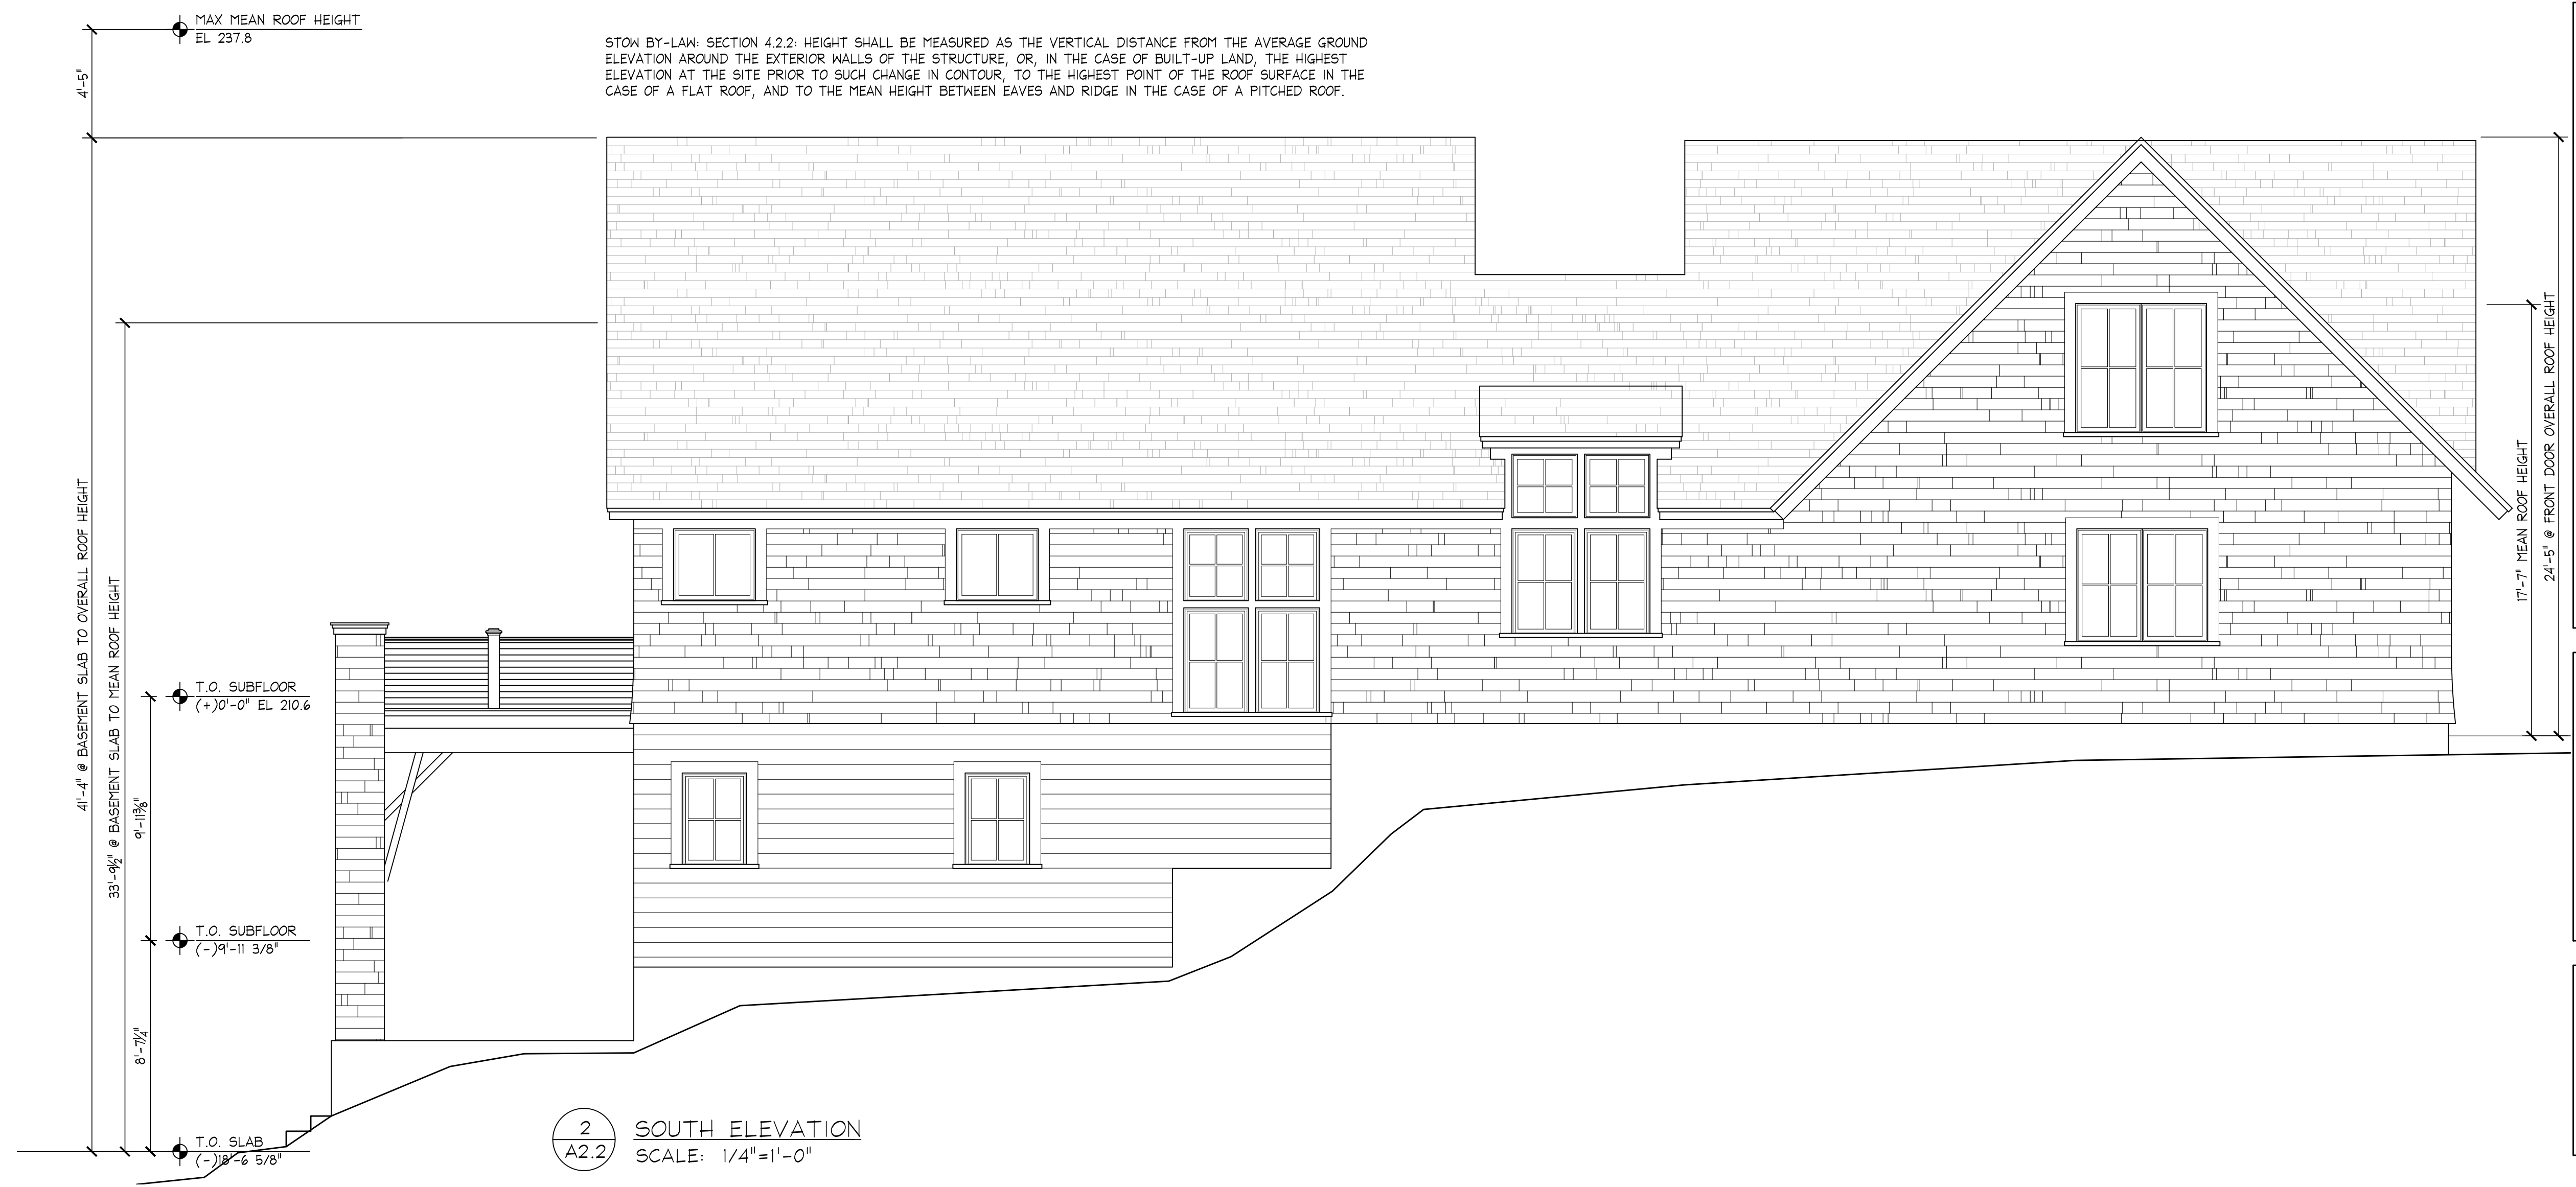 MAX MEAN ROOF HEIGHT
EL 237.8
4'-5"
STOW BY-LAW: SECTION 4.2.2: HEIGHT SHALL BE MEASURED AS THE VERTICAL DISTANCE FROM THE AVERAGE GROUND
ELEVATION AROUND THE EXTERIOR WALLS OF THE STRUCTURE, OR, IN THE CASE OF BUILT-UP LAND, THE HIGHEST
ELEVATION AT THE SITE PRIOR TO SUCH CHANGE IN CONTOUR, TO THE HIGHEST POINT OF THE ROOF SURFACE IN THE
CASE OF A FLAT ROOF, AND TO THE MEAN HEIGHT BETWEEN EAVES AND RIDGE IN THE CASE OF A PITCHED ROOF.
41'-4" @ BASEMENT SLAB TO OVERALL ROOF HEIGHT
33'-9½" @ BASEMENT SLAB TO MEAN ROOF HEIGHT
T.O. SUBFLOOR
(+)0'-0" EL 210.6
9'-11⅜"
T.O. SUBFLOOR
(-)9'-11 3/8"
8'-7¼"
T.O. SLAB
(-)18'-6 5/8"
17'-7" MEAN ROOF HEIGHT
24'-5" @ FRONT DOOR OVERALL ROOF HEIGHT
2
A2.2
SOUTH ELEVATION
SCALE: 1/4"=1'-0"